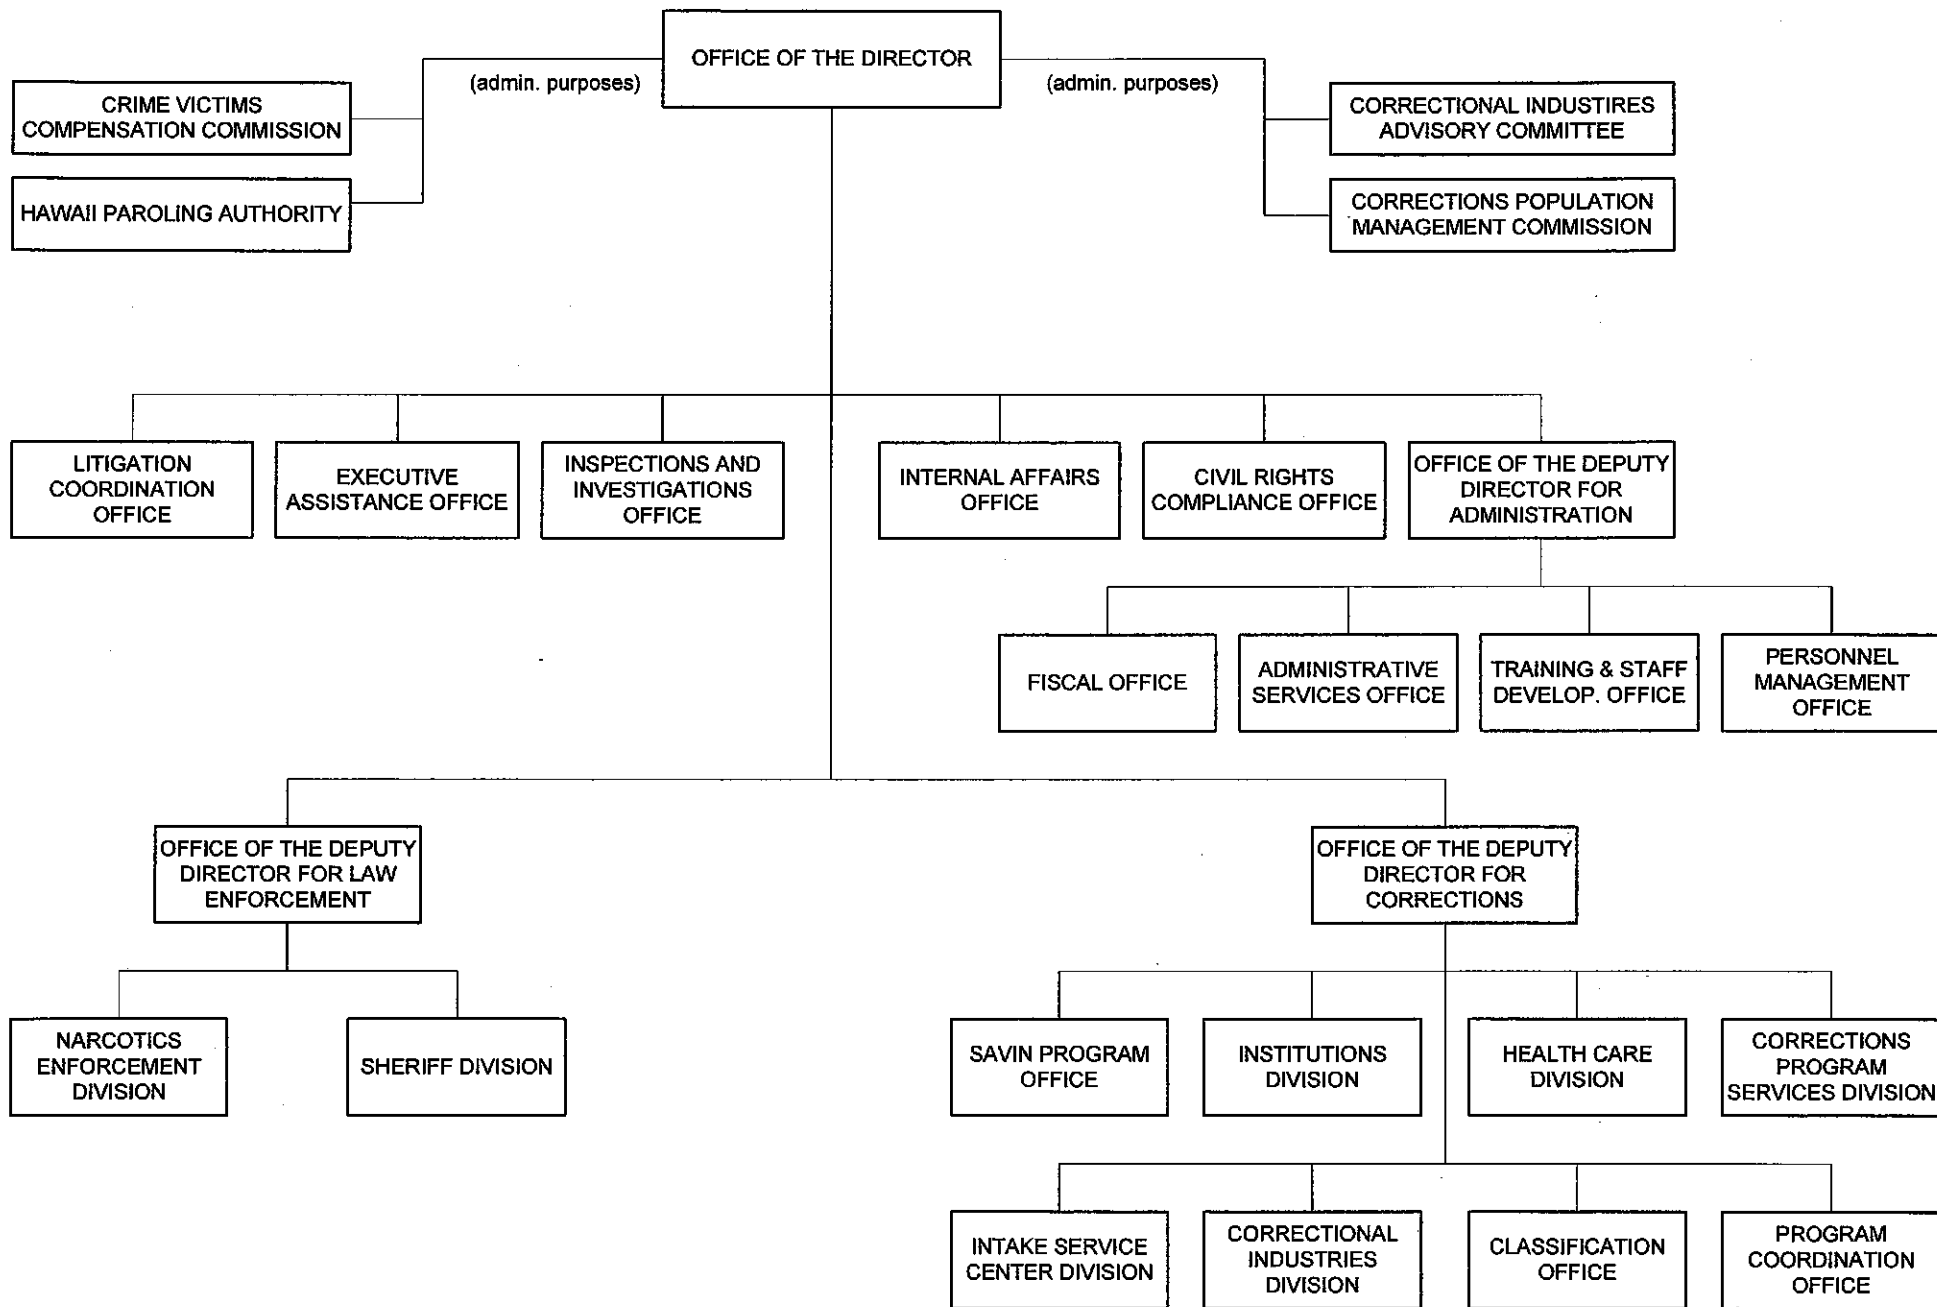 OFFICE OF THE DIRECTOR
(admin. purposes)
(admin. purposes)
CRIME VICTIMS
COMPENSATION COMMISSION
HAWAII PAROLING AUTHORITY
CORRECTIONAL INDUSTIRES
ADVISORY COMMITTEE
CORRECTIONS POPULATION
MANAGEMENT COMMISSION
LITIGATION
COORDINATION
OFFICE
EXECUTIVE
ASSISTANCE OFFICE
INSPECTIONS AND
INVESTIGATIONS
OFFICE
INTERNAL AFFAIRS
OFFICE
CIVIL RIGHTS
COMPLIANCE OFFICE
OFFICE OF THE DEPUTY
DIRECTOR FOR
ADMINISTRATION
FISCAL OFFICE
ADMINISTRATIVE
SERVICES OFFICE
TRAINING & STAFF
DEVELOP. OFFICE
PERSONNEL
MANAGEMENT
OFFICE
OFFICE OF THE DEPUTY
DIRECTOR FOR LAW
ENFORCEMENT
OFFICE OF THE DEPUTY
DIRECTOR FOR
CORRECTIONS
NARCOTICS
ENFORCEMENT
DIVISION
SHERIFF DIVISION
SAVIN PROGRAM
OFFICE
INSTITUTIONS
DIVISION
HEALTH CARE
DIVISION
CORRECTIONS
PROGRAM
SERVICES DIVISION
INTAKE SERVICE
CENTER DIVISION
CORRECTIONAL
INDUSTRIES
DIVISION
CLASSIFICATION
OFFICE
PROGRAM
COORDINATION
OFFICE